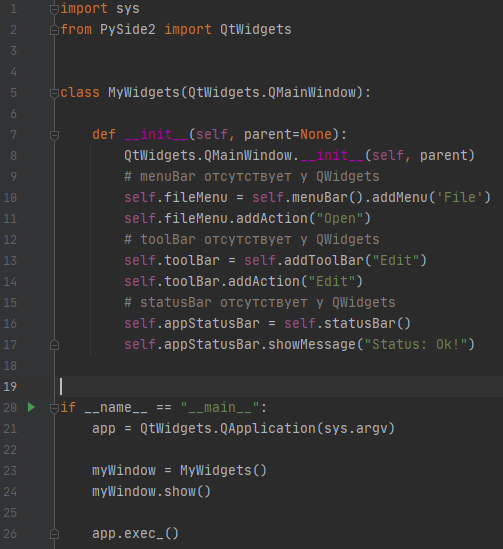 1 import sys
2 from PySide2 import QtWidgets
3
4
5 class MyWidgets(QtWidgets.QMainWindow):
6
7     def __init__(self, parent=None):
8         QtWidgets.QMainWindow.__init__(self, parent)
9         # menuBar отсутствует у QWidgets
10         self.fileMenu = self.menuBar().addMenu('File')
11         self.fileMenu.addAction("Open")
12         # toolBar отсутствует у QWidgets
13         self.toolBar = self.addToolBar("Edit")
14         self.toolBar.addAction("Edit")
15         # statusBar отсутствует у QWidgets
16         self.appStatusBar = self.statusBar()
17         self.appStatusBar.showMessage("Status: Ok!")
18
19
20 if __name__ == "__main__":
21     app = QtWidgets.QApplication(sys.argv)
22
23     myWindow = MyWidgets()
24     myWindow.show()
25
26     app.exec_()